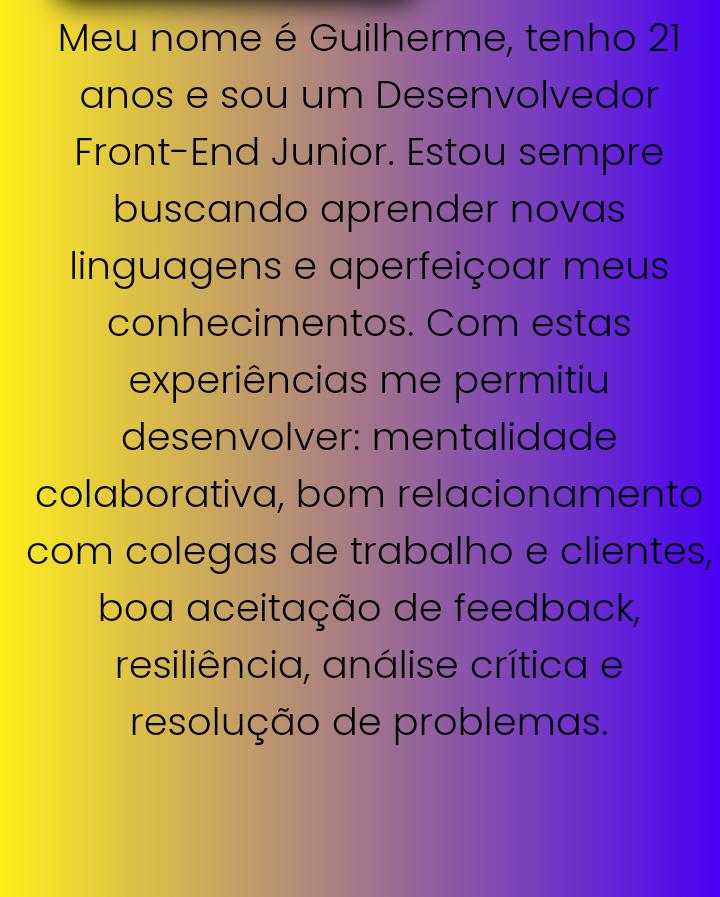 Meu nome é Guilherme, tenho 21
anos e sou um Desenvolvedor
Front-End Junior. Estou sempre
buscando aprender novas
linguagens e aperfeiçoar meus
conhecimentos. Com estas
experiências me permitiu
desenvolver: mentalidade
colaborativa, bom relacionamento
com colegas de trabalho e clientes,
boa aceitação de feedback,
resiliência, análise crítica e
resolução de problemas.